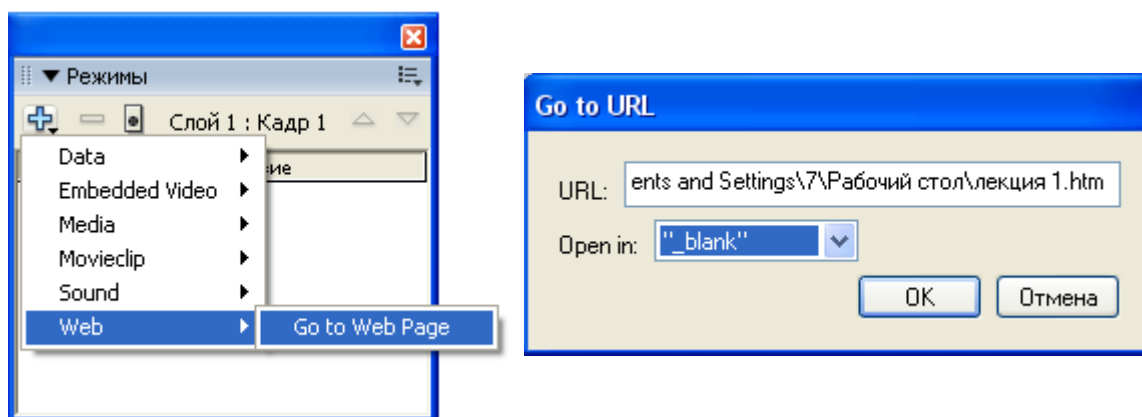 Режимы
Слой 1 : Кадр 1
Data
Embedded Video
Media
Movieclip
Sound
Web
Go to Web Page
Go to URL
URL: ents and Settings\7\Рабочий стол\лекция 1.htm
Open in: "_blank"
OK Отмена